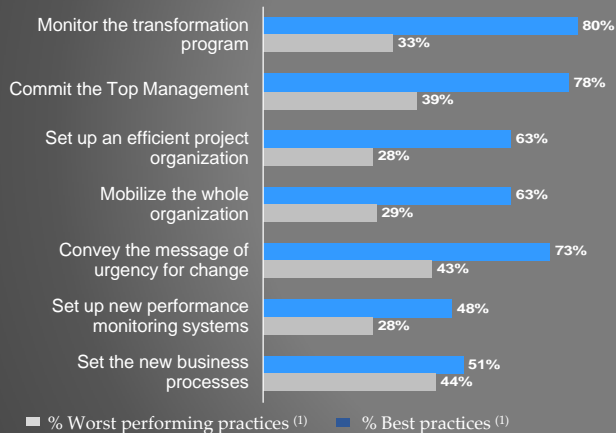 Monitor the transformation
program
80%
33%
Commit the Top Management
78%
39%
Set up an efficient project
organization
63%
28%
Mobilize the whole
organization
63%
29%
Convey the message of
urgency for change
73%
43%
Set up new performance
monitoring systems
48%
28%
Set the new business
processes
51%
44%
% Worst performing practices (1)
% Best practices (1)